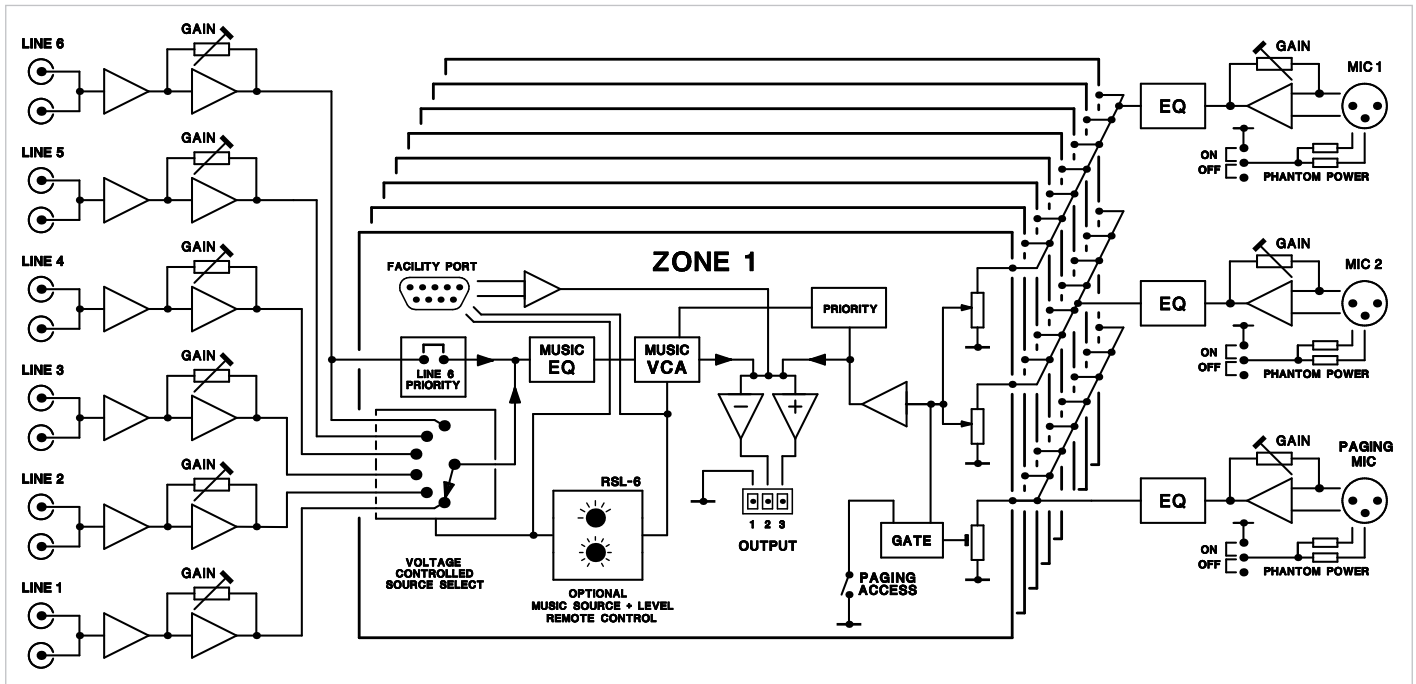 LINE 6
GAIN
LINE 5
GAIN
LINE 4
GAIN
LINE 3
GAIN
LINE 2
GAIN
LINE 1
GAIN
ZONE 1
FACILITY PORT
LINE 6
PRIORITY
MUSIC
EQ
MUSIC
VCA
PRIORITY
VOLTAGE
CONTROLLED
SOURCE SELECT
RSL-6
OPTIONAL
MUSIC SOURCE + LEVEL
REMOTE CONTROL
− +
1 2 3
OUTPUT
GATE
PAGING
ACCESS
EQ
GAIN
MIC 1
ON
OFF
PHANTOM POWER
EQ
GAIN
MIC 2
ON
OFF
PHANTOM POWER
EQ
GAIN
PAGING
MIC
ON
OFF
PHANTOM POWER